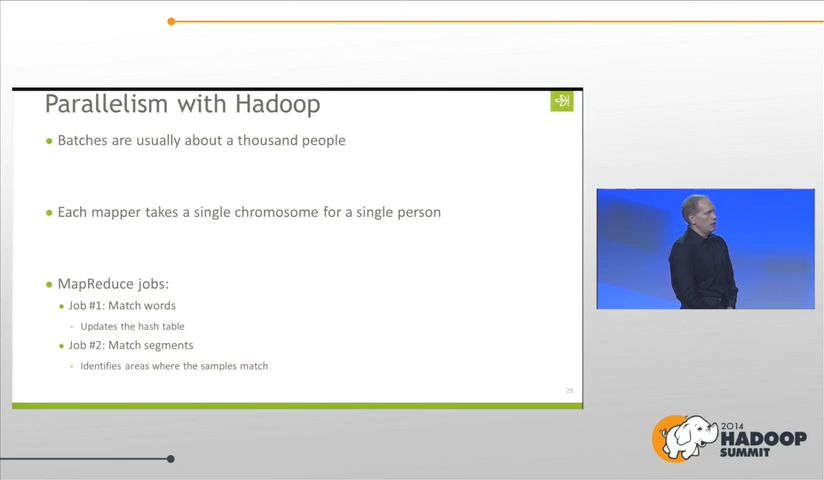 Parallelism with Hadoop
Batches are usually about a thousand people
Each mapper takes a single chromosome for a single person
MapReduce jobs:
Job #1: Match words
- Updates the hash table
Job #2: Match segments
- Identifies areas where the samples match
29
2014
HADOOP
SUMMIT